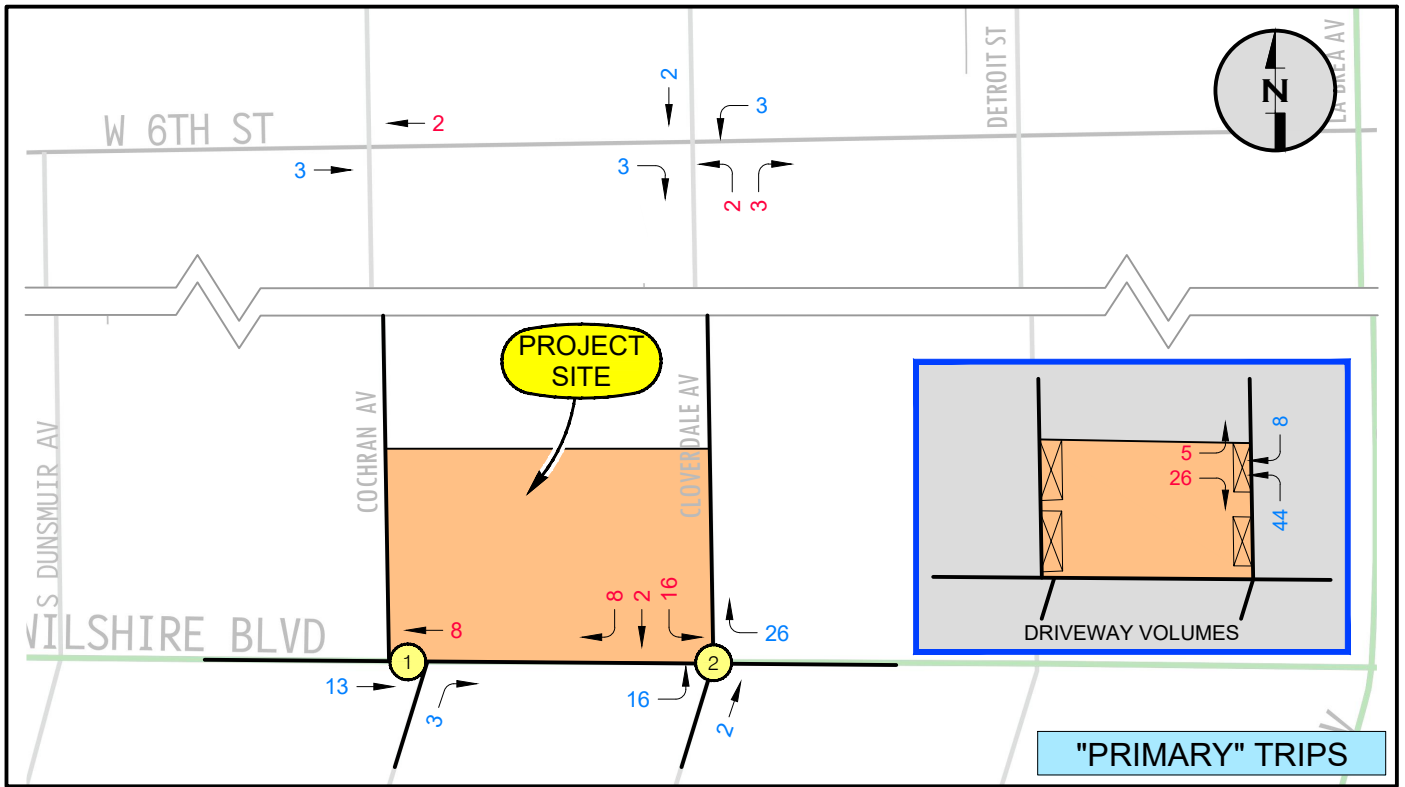 2
3
DETROIT ST
LA BREA AV
N
W 6TH ST
2
3
3
2
3
PROJECT
SITE
COCHRAN AV
CLOVERDALE AV
S DUNSMUIR AV
5
26
8
44
DRIVEWAY VOLUMES
WILSHIRE BLVD
8
8
2
16
26
1
2
13
3
16
2
"PRIMARY" TRIPS